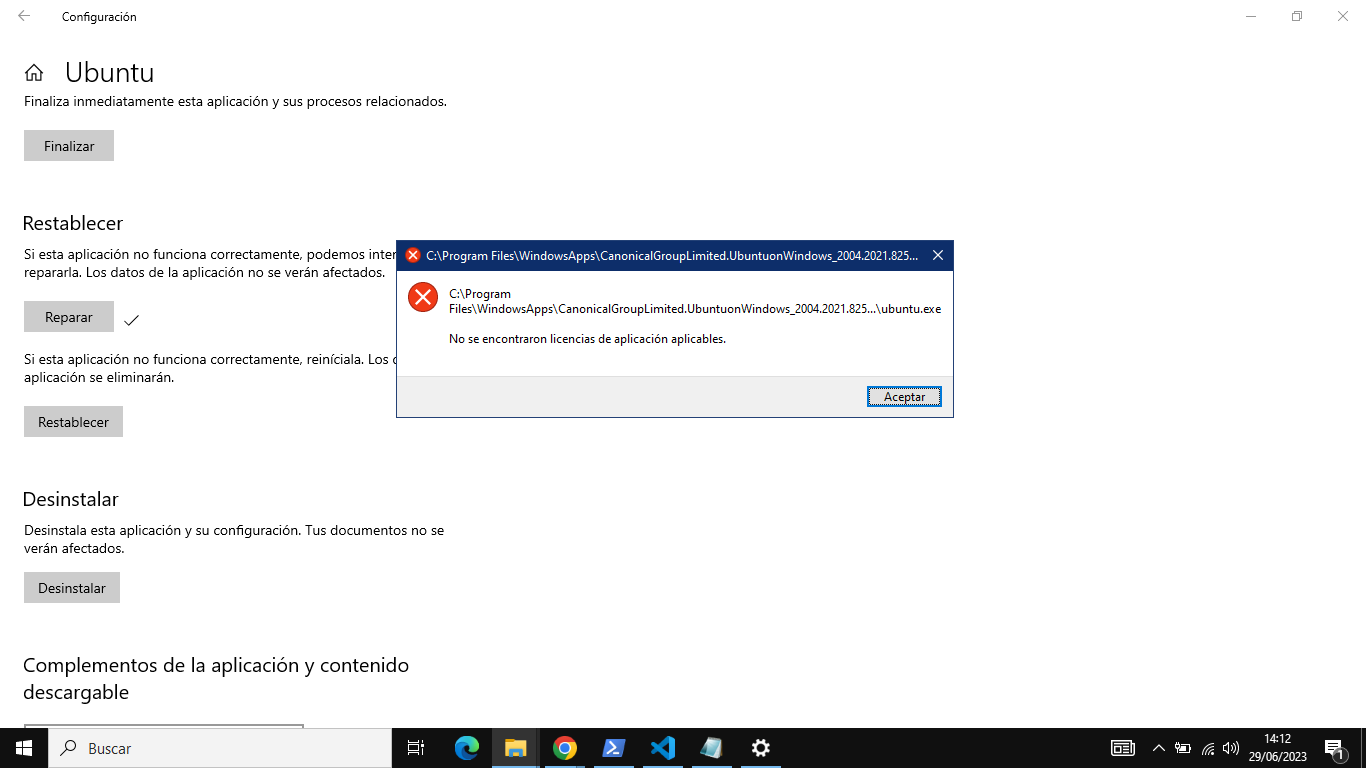 Configuración
Ubuntu
Finaliza inmediatamente esta aplicación y sus procesos relacionados.
Finalizar
Restablecer
Si esta aplicación no funciona correctamente, podemos inter
repararla. Los datos de la aplicación no se verán afectados.
Reparar
Si esta aplicación no funciona correctamente, reiníciala. Los
aplicación se eliminarán.
Restablecer
Desinstalar
Desinstala esta aplicación y su configuración. Tus documentos no se
verán afectados.
Desinstalar
Complementos de la aplicación y contenido
descargable
C:\Program Files\WindowsApps\CanonicalGroupLimited.UbuntuonWindows_2004.2021.825...
C:\Program
Files\WindowsApps\CanonicalGroupLimited.UbuntuonWindows_2004.2021.825...\ubuntu.exe
No se encontraron licencias de aplicación aplicables.
Aceptar
Buscar
14:12
29/06/2023
1